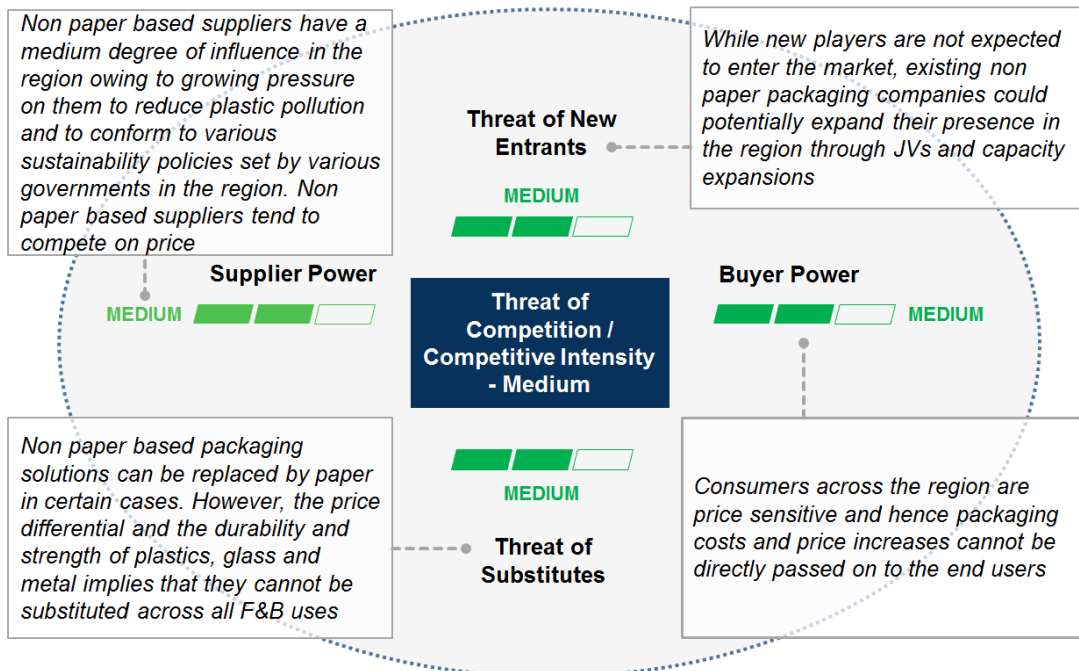 Non paper based suppliers have a
medium degree of influence in the
region owing to growing pressure
on them to reduce plastic pollution
and to conform to various
sustainability policies set by various
governments in the region. Non
paper based suppliers tend to
compete on price
While new players are not expected
to enter the market, existing non
paper packaging companies could
potentially expand their presence in
the region through JVs and capacity
expansions
Threat of New
Entrants
MEDIUM
Supplier Power
MEDIUM
Buyer Power
MEDIUM
Threat of
Competition /
Competitive Intensity
- Medium
MEDIUM
Threat of
Substitutes
Non paper based packaging
solutions can be replaced by paper
in certain cases. However, the price
differential and the durability and
strength of plastics, glass and
metal implies that they cannot be
substituted across all F&B uses
Consumers across the region are
price sensitive and hence packaging
costs and price increases cannot be
directly passed on to the end users